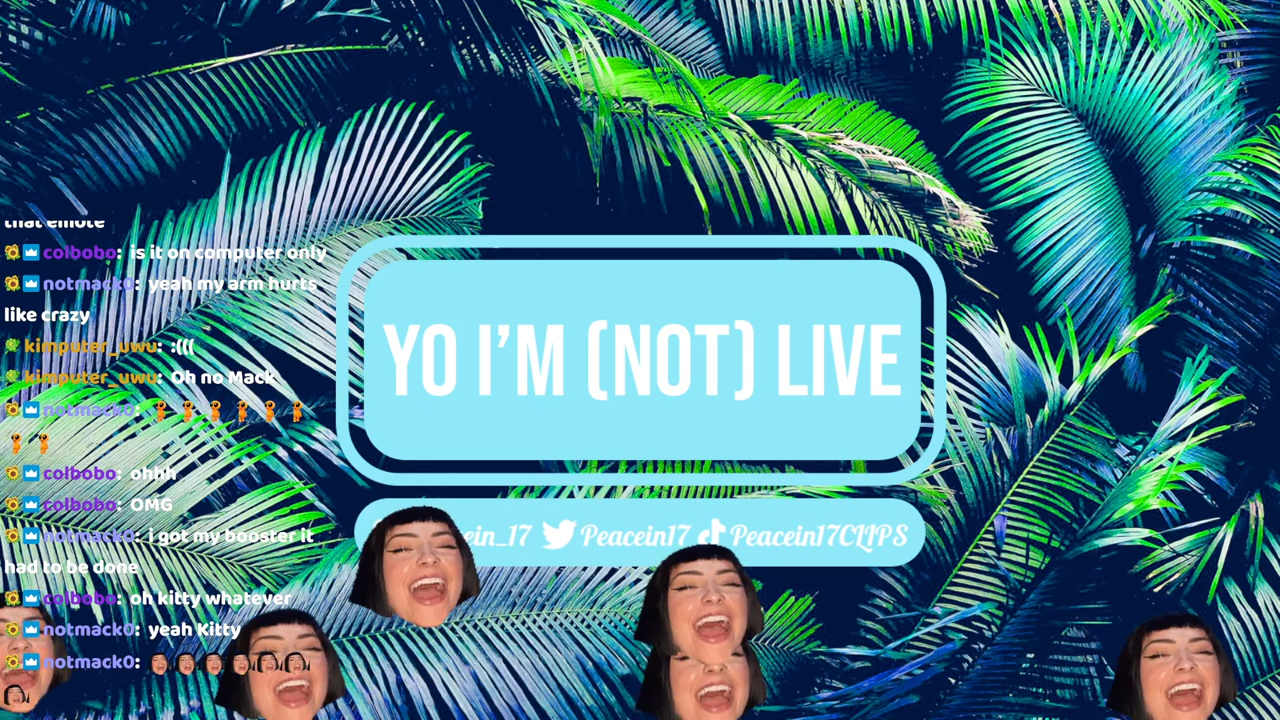 that emote
colbobo: is it on computer only
notmack0: yeah my arm hurts
like crazy
kimputer_uwu: :(((
kimputer_uwu: Oh no Mack
notmack0:
colbobo: ohhh
colbobo: OMG
notmack0: i got my booster it
had to be done
colbobo: oh kitty whatever
notmack0: yeah Kitty
notmack0:
YO I'M (NOT) LIVE
Peacein17 Peacein17CLIPS